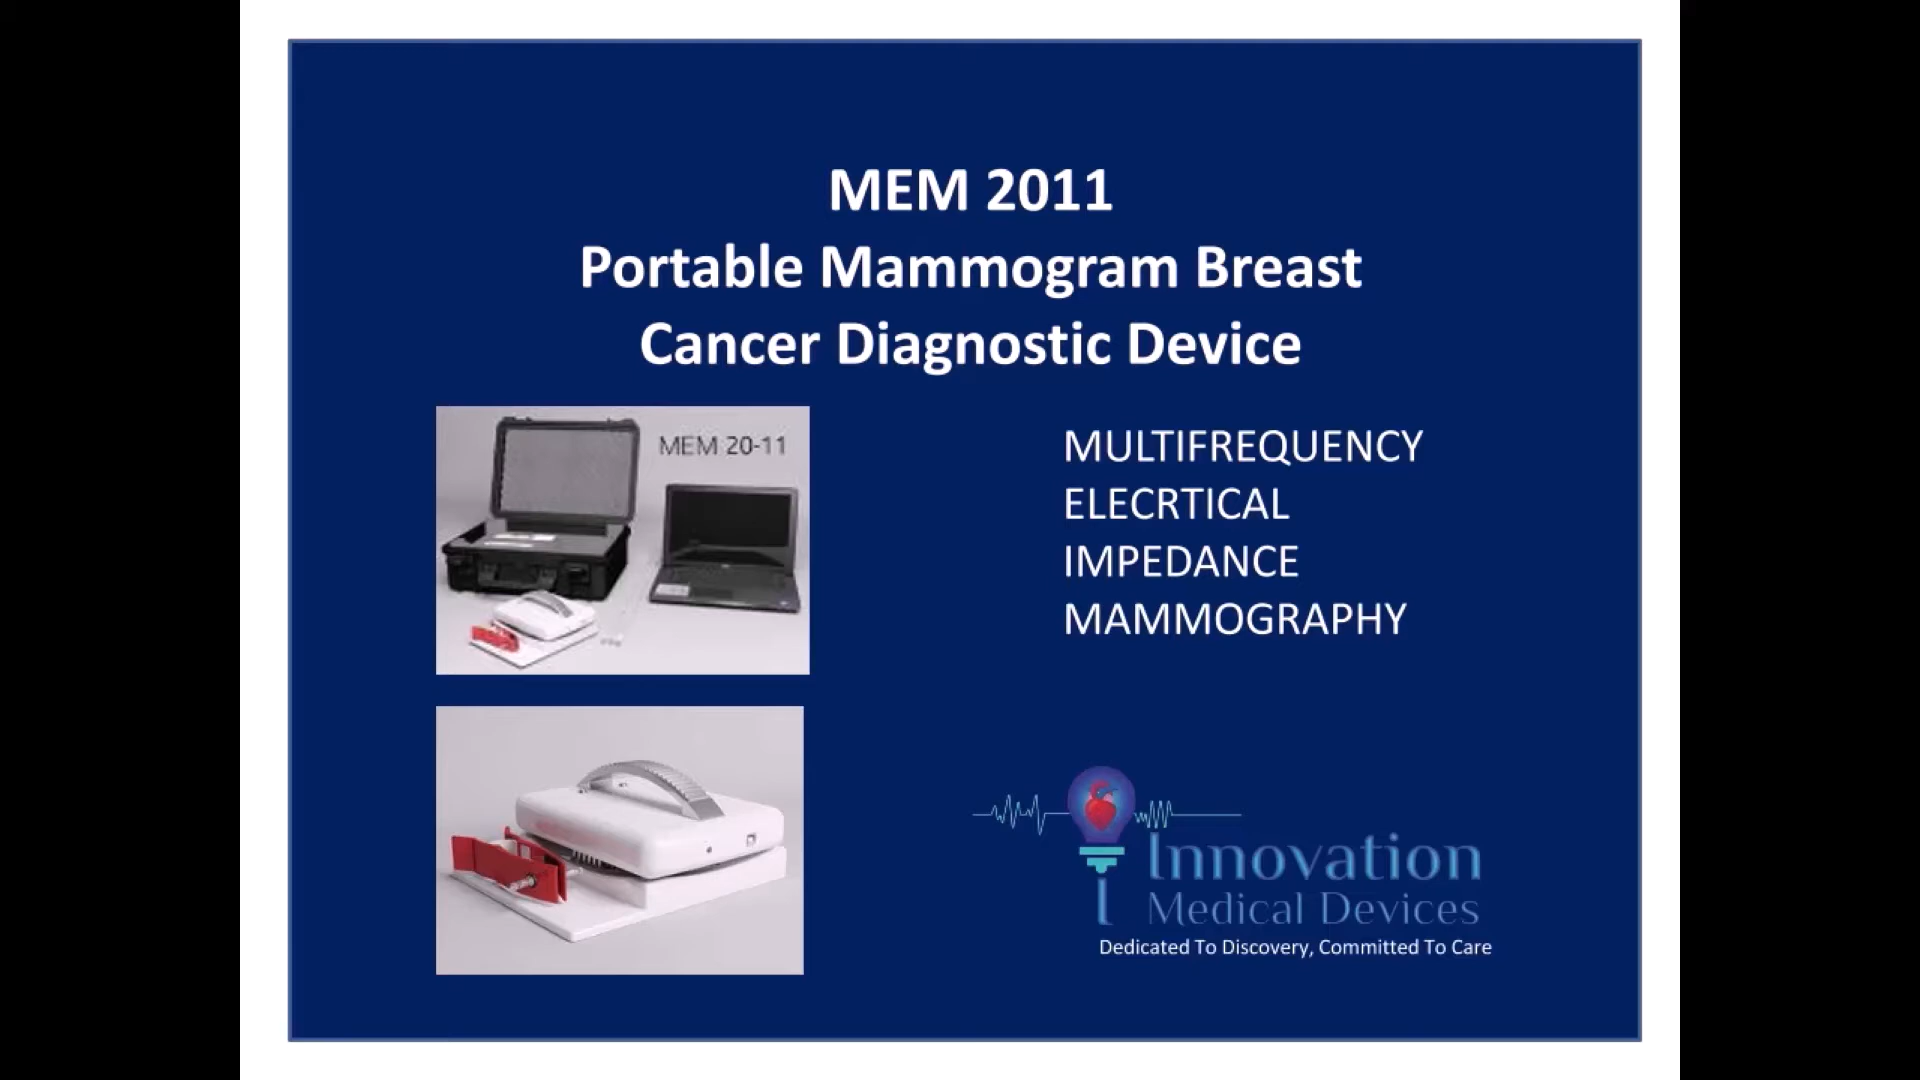 MEM 2011
Portable Mammogram Breast
Cancer Diagnostic Device
MEM 20-11
MULTIFREQUENCY
ELECRTICAL
IMPEDANCE
MAMMOGRAPHY
Innovation
Medical Devices
Dedicated To Discovery, Committed To Care